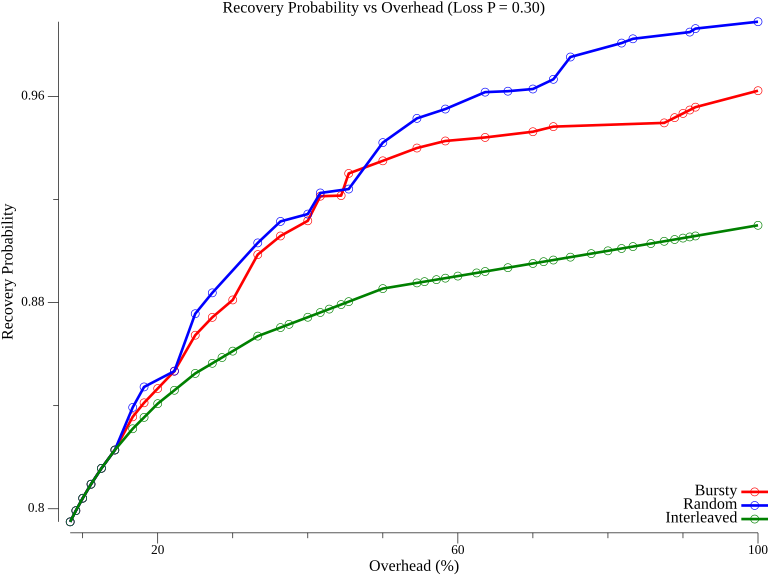 Recovery Probability vs Overhead (Loss P = 0.30)
0.96
0.88
0.8
Recovery Probability
Bursty
Random
Interleaved
20
60
100
Overhead (%)